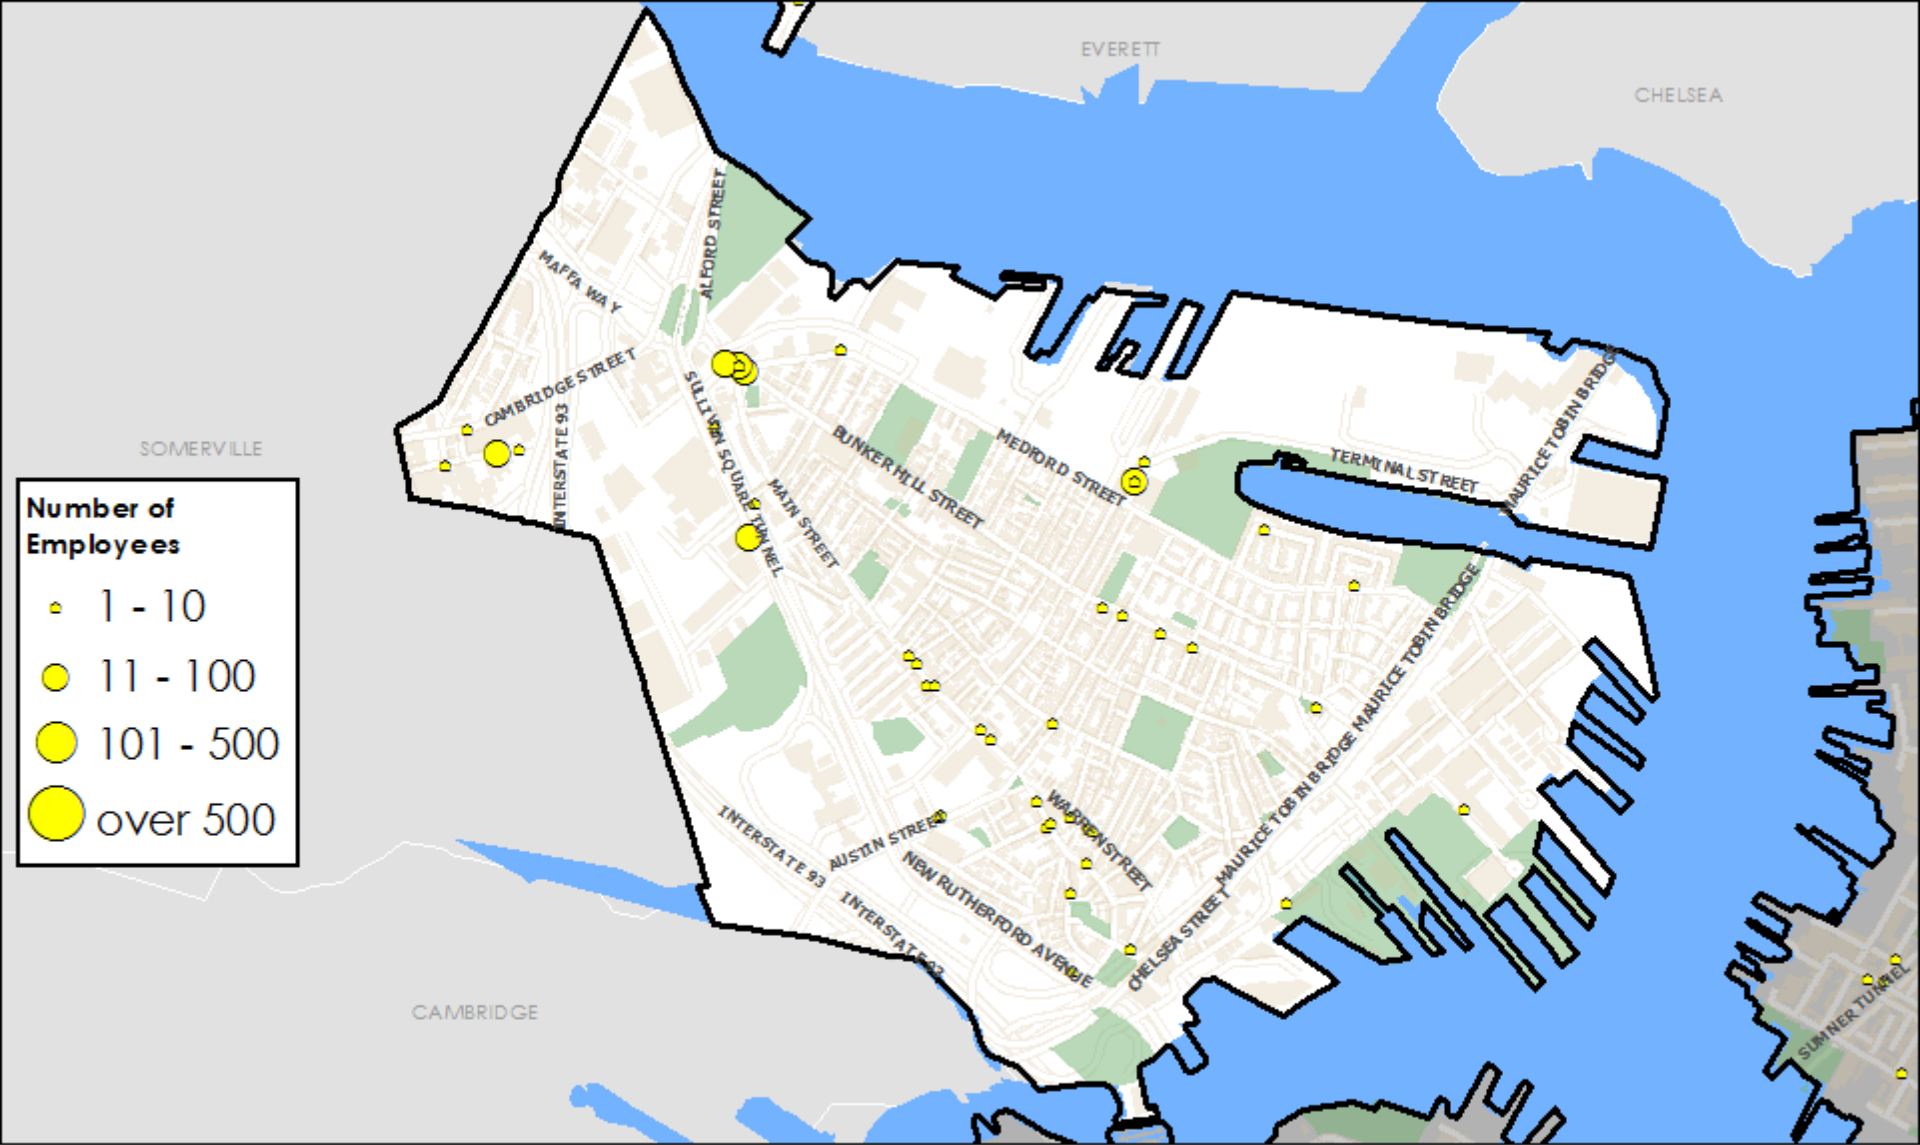 EVERETT
CHELSEA
ALFORD STREET
MAFFA WAY
CAMBRIDGE STREET
INTERSTATE 93
SOMERVILLE
SULLIVAN SQUARE TUNNEL
MAIN STREET
BUNKER HILL STREET
MEDFORD STREET
TERMINAL STREET
MAURICE TOBIN BRIDGE
MAURICE TOBIN BRIDGE
MAURICE TOBIN BRIDGE
Number of
Employees
1 - 10
11 - 100
101 - 500
over 500
INTERSTATE 93
AUSTIN STREET
INTERSTATE 93
NEW RUTHERFORD AVENUE
WARREN STREET
CHELSEA STREET
CAMBRIDGE
SUMNER TUNNEL